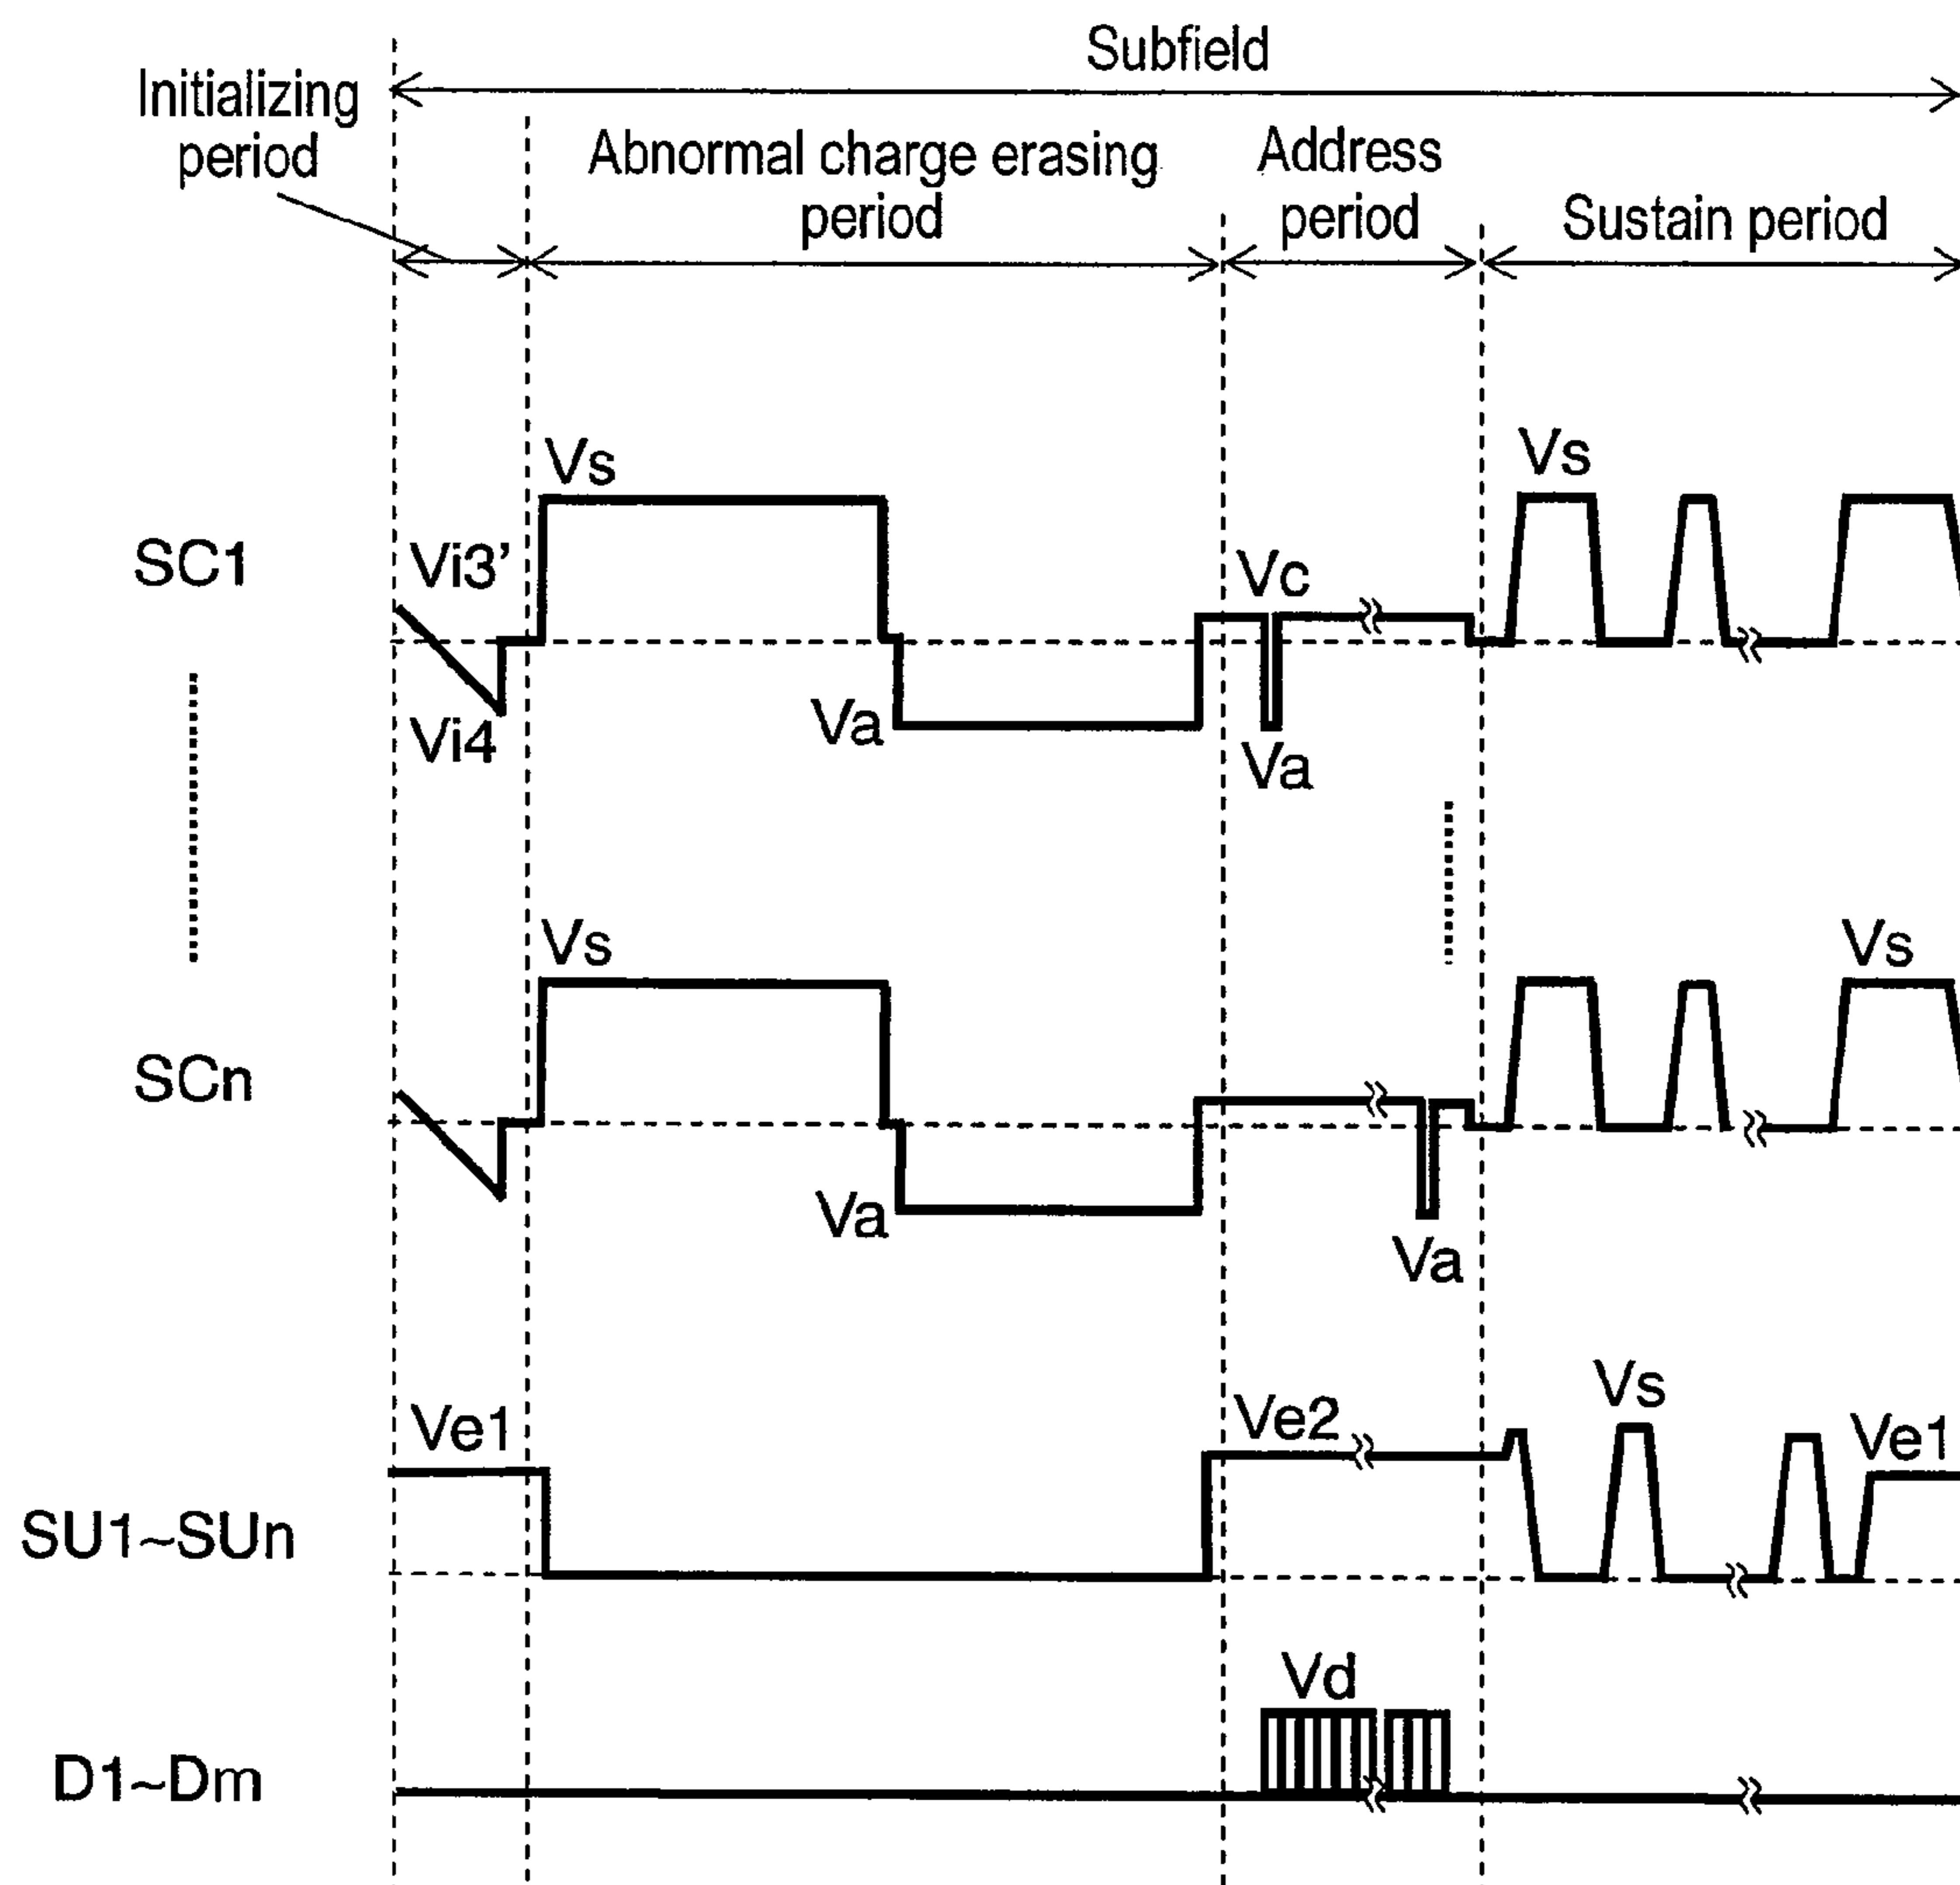 Subfield
Initializing
period
Abnormal charge erasing
period
Address
period
Sustain period
SC1
Vi3’
Vi4
Vs
Va
Vc
Va
Vs
SCn
Vs
Va
Va
Vs
SU1~SUn
Ve1
Ve2
Vs
Ve1
D1~Dm
Vd